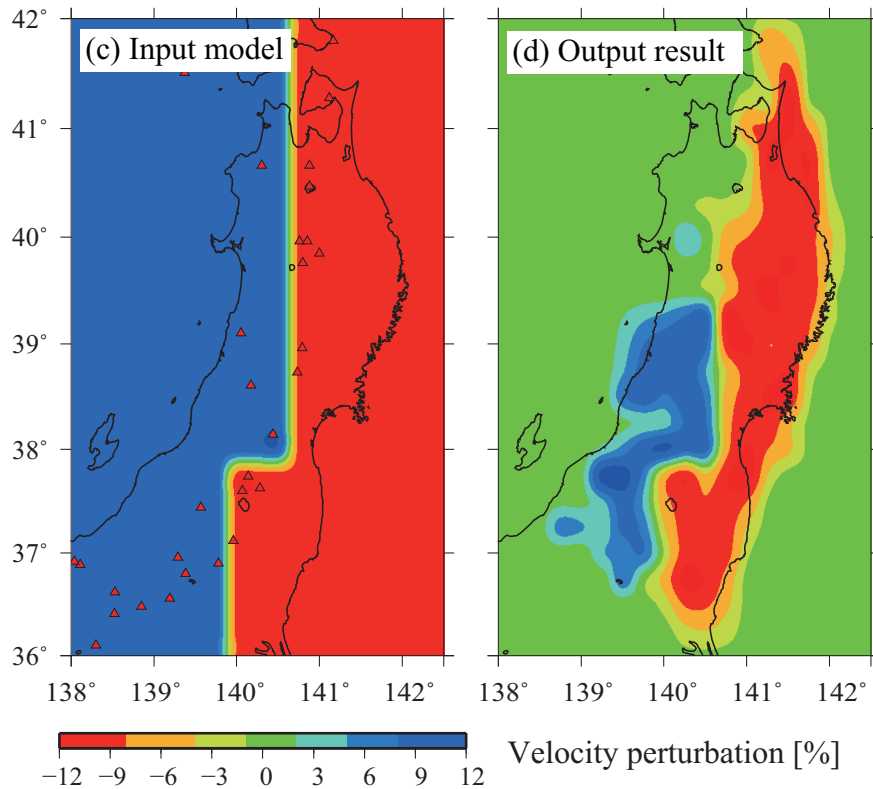 (c) Input model
(d) Output result
42°
41°
40°
39°
38°
37°
36°
138° 139° 140° 141° 142°
138° 139° 140° 141° 142°
−12 −9 −6 −3 0 3 6 9 12
Velocity perturbation [%]